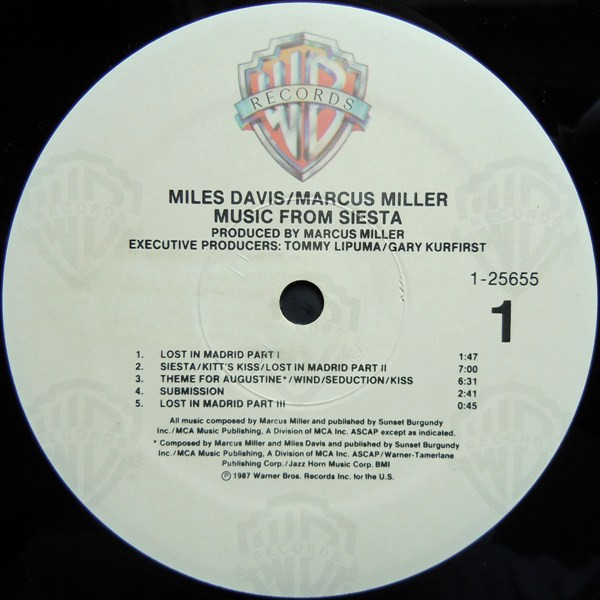 WB
RECORDS
MILES DAVIS/MARCUS MILLER
MUSIC FROM SIESTA
PRODUCED BY MARCUS MILLER
EXECUTIVE PRODUCERS: TOMMY LIPUMA/GARY KURFIRST
1-25655
1
1. LOST IN MADRID PART I 1:47
2. SIESTA/KITT'S KISS/LOST IN MADRID PART II 7:00
3. THEME FOR AUGUSTINE*/WIND/SEDUCTION/KISS 6:31
4. SUBMISSION 2:41
5. LOST IN MADRID PART III 0:45
All music composed by Marcus Miller and published by Sunset Burgundy
Inc./MCA Music Publishing, A Division of MCA Inc. ASCAP except as indicated.
* Composed by Marcus Miller and Miles Davis and published by Sunset Burgundy
Inc./MCA Music Publishing, A Division of MCA Inc. ASCAP/Warner-Tamerlane
Publishing Corp./Jazz Horn Music Corp. BMI
℗ 1987 Warner Bros. Records Inc. for the U.S.